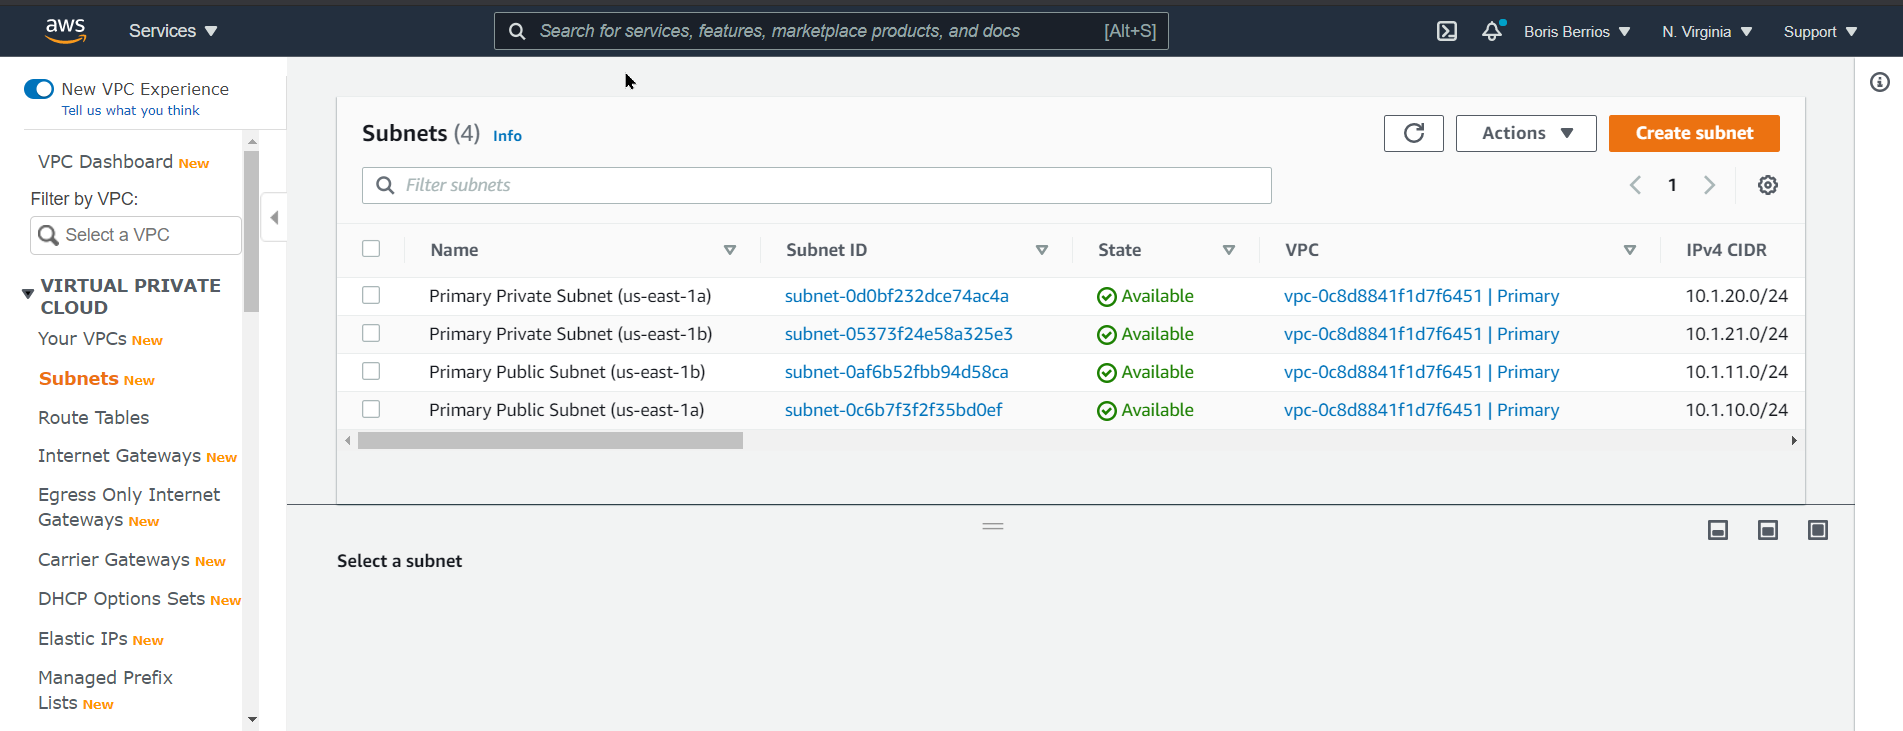 aws Services Search for services, features, marketplace products, and docs [Alt+S] Boris Berrios N. Virginia Support
New VPC Experience
Tell us what you think
VPC Dashboard New
Filter by VPC:
Select a VPC
VIRTUAL PRIVATE
CLOUD
Your VPCs New
Subnets New
Route Tables
Internet Gateways New
Egress Only Internet
Gateways New
Carrier Gateways New
DHCP Options Sets New
Elastic IPs New
Managed Prefix
Lists New
Subnets (4) Info Actions Create subnet
Filter subnets 1
Name Subnet ID State VPC IPv4 CIDR
Primary Private Subnet (us-east-1a) subnet-0d0bf232dce74ac4a Available vpc-0c8d8841f1d7f6451 | Primary 10.1.20.0/24
Primary Private Subnet (us-east-1b) subnet-05373f24e58a325e3 Available vpc-0c8d8841f1d7f6451 | Primary 10.1.21.0/24
Primary Public Subnet (us-east-1b) subnet-0af6b52fbb94d58ca Available vpc-0c8d8841f1d7f6451 | Primary 10.1.11.0/24
Primary Public Subnet (us-east-1a) subnet-0c6b7f3f2f35bd0ef Available vpc-0c8d8841f1d7f6451 | Primary 10.1.10.0/24
Select a subnet